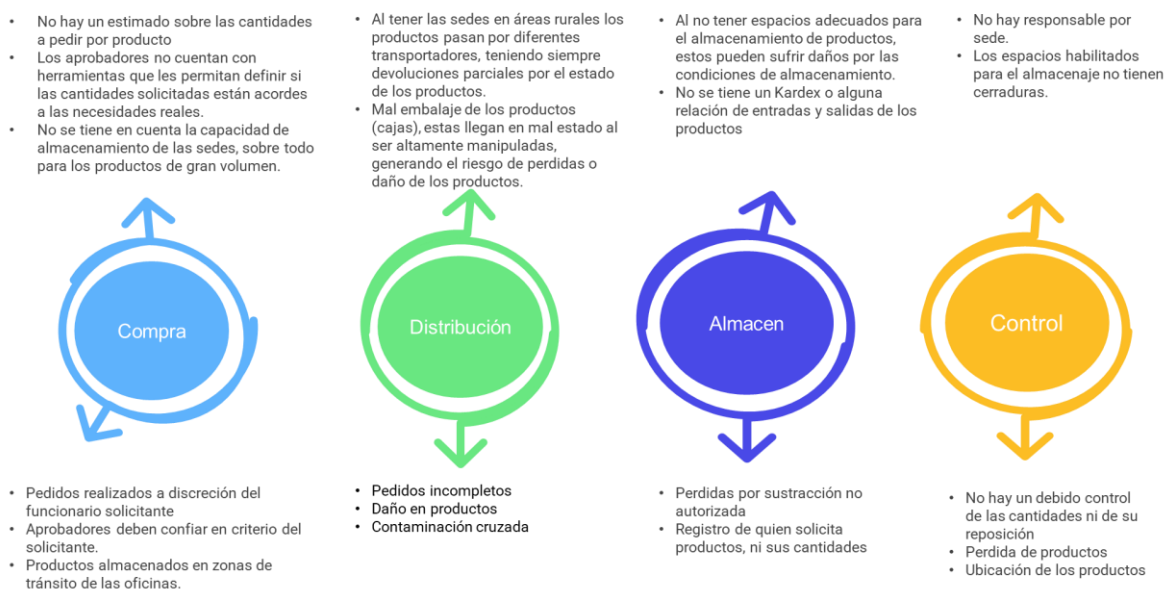 • No hay un estimado sobre las cantidades
a pedir por producto
• Los aprobadores no cuentan con
herramientas que les permitan definir si
las cantidades solicitadas están acordes
a las necesidades reales.
• No se tiene en cuenta la capacidad de
almacenamiento de las sedes, sobre todo
para los productos de gran volumen.
• Al tener las sedes en áreas rurales los
productos pasan por diferentes
transportadores, teniendo siempre
devoluciones parciales por el estado
de los productos.
• Mal embalaje de los productos
(cajas), estas llegan en mal estado al
ser altamente manipuladas,
generando el riesgo de perdidas o
daño de los productos.
• Al no tener espacios adecuados para
el almacenamiento de productos,
estos pueden sufrir daños por las
condiciones de almacenamiento.
• No se tiene un Kardex o alguna
relación de entradas y salidas de los
productos
• No hay responsable por
sede.
• Los espacios habilitados
para el almacenaje no tienen
cerraduras.
Compra
Distribución
Almacen
Control
• Pedidos realizados a discreción del
funcionario solicitante
• Aprobadores deben confiar en criterio del
solicitante.
• Productos almacenados en zonas de
tránsito de las oficinas.
• Pedidos incompletos
• Daño en productos
• Contaminación cruzada
• Perdidas por sustracción no
autorizada
• Registro de quien solicita
productos, ni sus cantidades
• No hay un debido control
de las cantidades ni de su
reposición
• Perdida de productos
• Ubicación de los productos